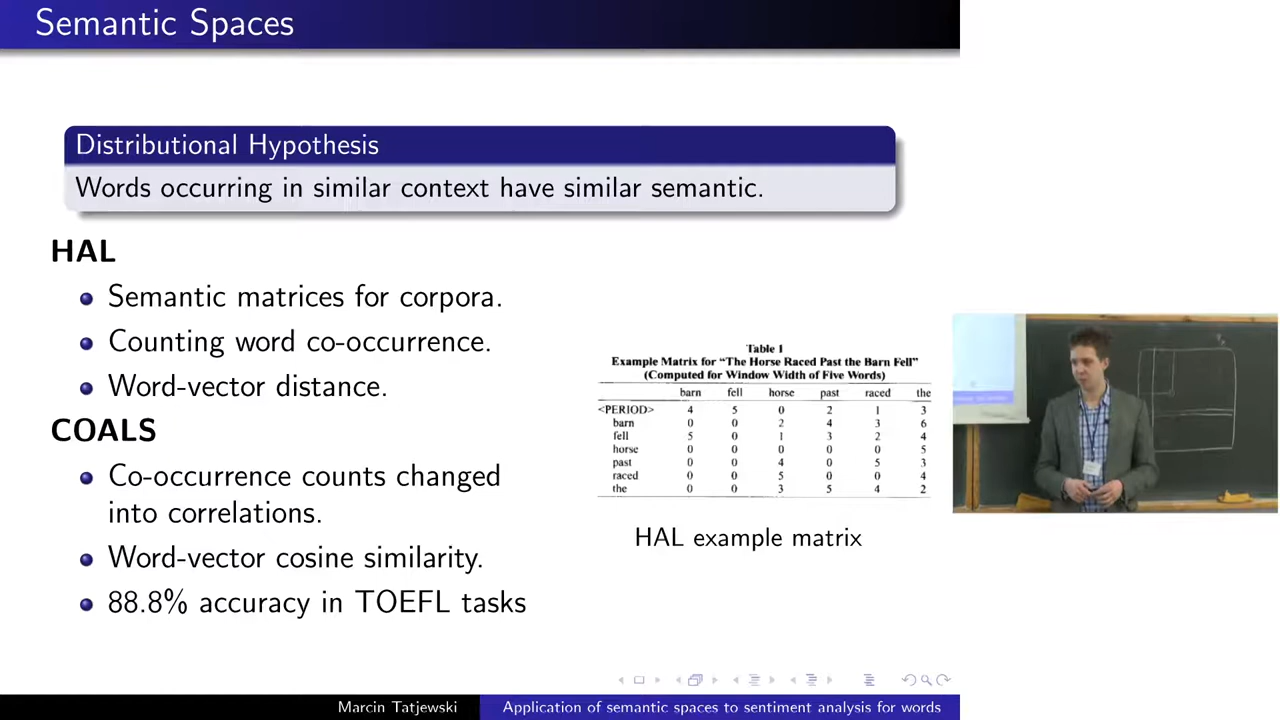 Semantic Spaces
Distributional Hypothesis
Words occurring in similar context have similar semantic.
HAL
Semantic matrices for corpora.
Counting word co-occurrence.
Word-vector distance.
COALS
Co-occurrence counts changed
into correlations.
Word-vector cosine similarity.
88.8% accuracy in TOEFL tasks
Table 1
Example Matrix for "The Horse Raced Past the Barn Fell"
(Computed for Window Width of Five Words)
barn fell horse past raced the
<PERIOD> 4 5 0 2 1 3
barn 0 0 2 4 3 6
fell 5 0 1 3 2 4
horse 0 0 0 0 0 5
past 0 0 4 0 5 3
raced 0 0 5 0 0 4
the 0 0 3 5 4 2
HAL example matrix
Marcin Tatjewski
Application of semantic spaces to sentiment analysis for words